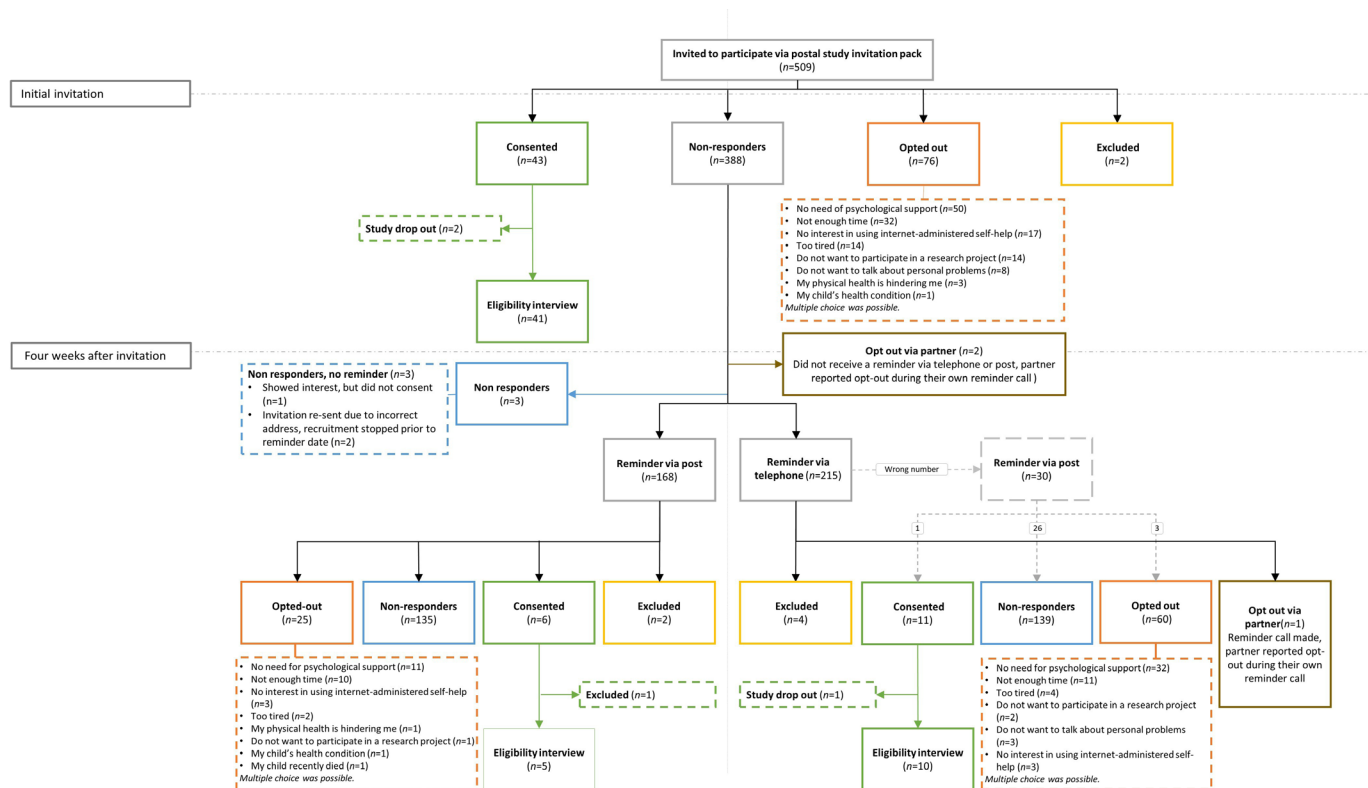 Invited to participate via postal study invitation pack
(n=509)
Initial invitation
Consented
(n=43)
Non-responders
(n=388)
Opted out
(n=76)
Excluded
(n=2)
Study drop out (n=2)
• No need of psychological support (n=50)
• Not enough time (n=32)
• No interest in using internet-administered self-help (n=17)
• Too tired (n=14)
• Do not want to participate in a research project (n=14)
• Do not want to talk about personal problems (n=8)
• My physical health is hindering me (n=3)
• My child's health condition (n=1)
Multiple choice was possible.
Eligibility interview
(n=41)
Four weeks after invitation
Opt out via partner (n=2)
Did not receive a reminder via telephone or post, partner
reported opt-out during their own reminder call )
Non responders, no reminder (n=3)
• Showed interest, but did not consent
(n=1)
• Invitation re-sent due to incorrect
address, recruitment stopped prior to
reminder date (n=2)
Non responders
(n=3)
Reminder via post
(n=168)
Reminder via
telephone (n=215)
Wrong number
Reminder via post
(n=30)
1
26
3
Opted-out
(n=25)
Non-responders
(n=135)
Consented
(n=6)
Excluded
(n=2)
Excluded
(n=4)
Consented
(n=11)
Non-responders
(n=139)
Opted out
(n=60)
Opt out via
partner(n=1)
Reminder call made,
partner reported opt-
out during their own
reminder call
• No need for psychological support (n=11)
• Not enough time (n=10)
• No interest in using internet-administered self-help
(n=3)
• Too tired (n=2)
• My physical health is hindering me (n=1)
• Do not want to participate in a research project (n=1)
• My child's health condition (n=1)
• My child recently died (n=1)
Multiple choice was possible.
Excluded (n=1)
Eligibility interview
(n=5)
Study drop out (n=1)
Eligibility interview
(n=10)
• No need for psychological support (n=32)
• Not enough time (n=11)
• Too tired (n=4)
• Do not want to participate in a research project
(n=2)
• Do not want to talk about personal problems
(n=3)
• No interest in using internet-administered self-
help (n=3)
Multiple choice was possible.